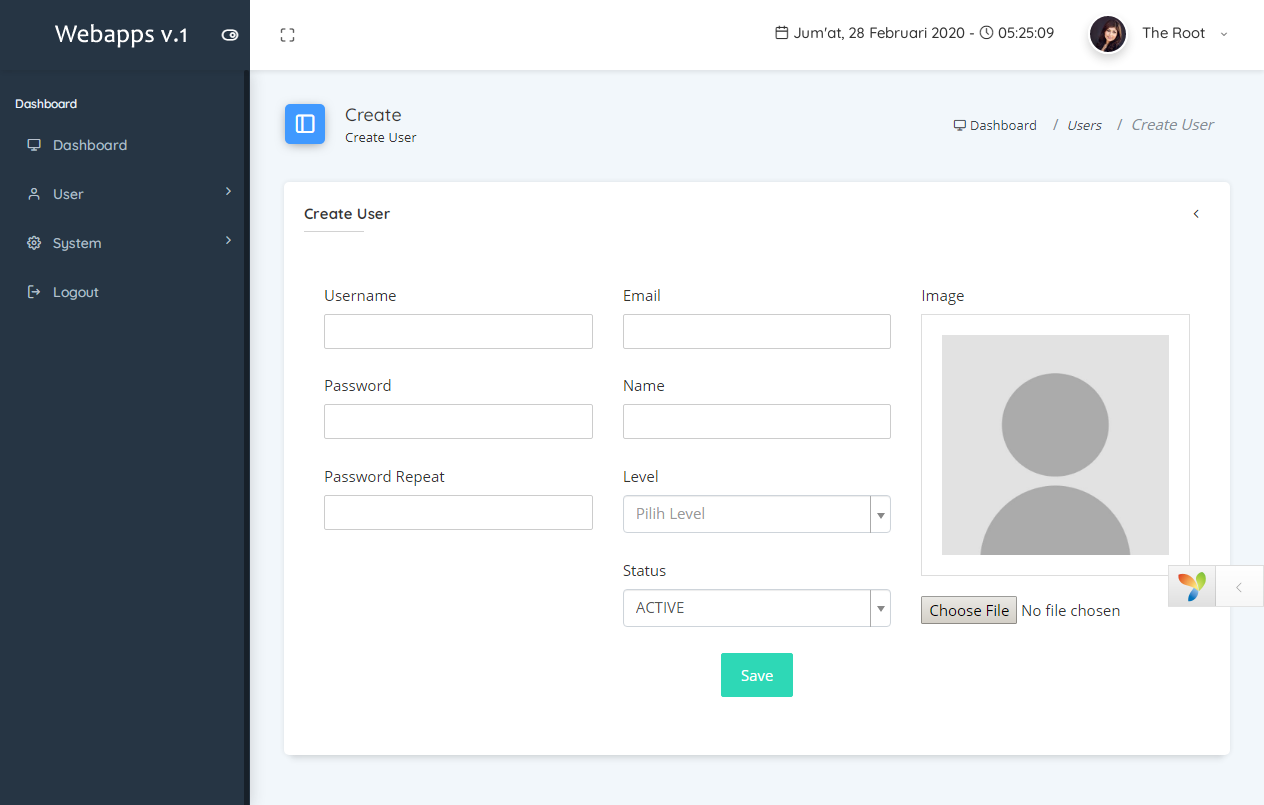 Webapps v.1
Jum'at, 28 Februari 2020 - 05:25:09
The Root
Dashboard
Dashboard
User
System
Logout
Create
Create User
Dashboard / Users / Create User
Create User
Username
Email
Image
Password
Name
Password Repeat
Level
Pilih Level
Status
ACTIVE
Choose File No file chosen
Save